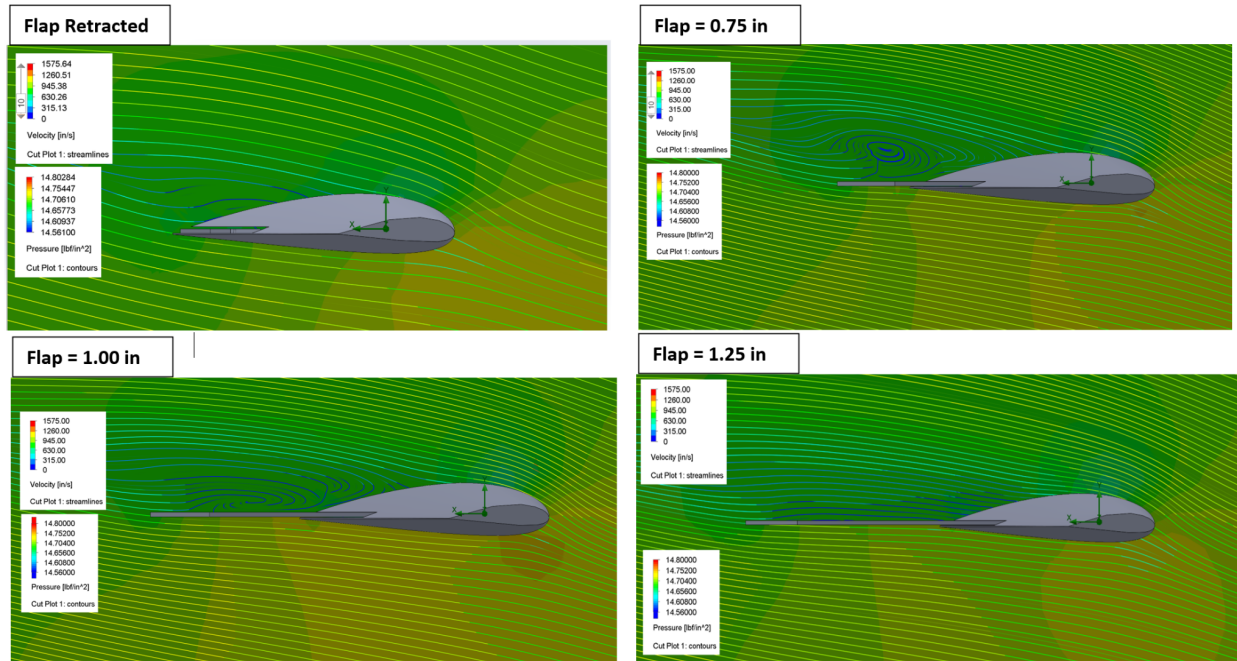 Flap Retracted
1575.64
1260.51
945.38
630.26
315.13
0
10
Velocity [in/s]
Cut Plot 1: streamlines
14.80284
14.75447
14.70610
14.65773
14.60937
14.56100
Pressure [lbf/in^2]
Cut Plot 1: contours
Y
X
Flap = 0.75 in
1575.00
1260.00
945.00
630.00
315.00
0
10
Velocity [in/s]
Cut Plot 1: streamlines
14.80000
14.75200
14.70400
14.65600
14.60800
14.56000
Pressure [lbf/in^2]
Cut Plot 1: contours
Y
X
Flap = 1.00 in
1575.00
1260.00
945.00
630.00
315.00
0
Velocity [in/s]
Cut Plot 1: streamlines
14.80000
14.75200
14.70400
14.65600
14.60800
14.56000
Pressure [lbf/in^2]
Cut Plot 1: contours
X
Flap = 1.25 in
1575.00
1260.00
945.00
630.00
315.00
0
Velocity [in/s]
Cut Plot 1: streamlines
14.80000
14.75200
14.70400
14.65600
14.60800
14.56000
Pressure [lbf/in^2]
Cut Plot 1: contours
Y
X